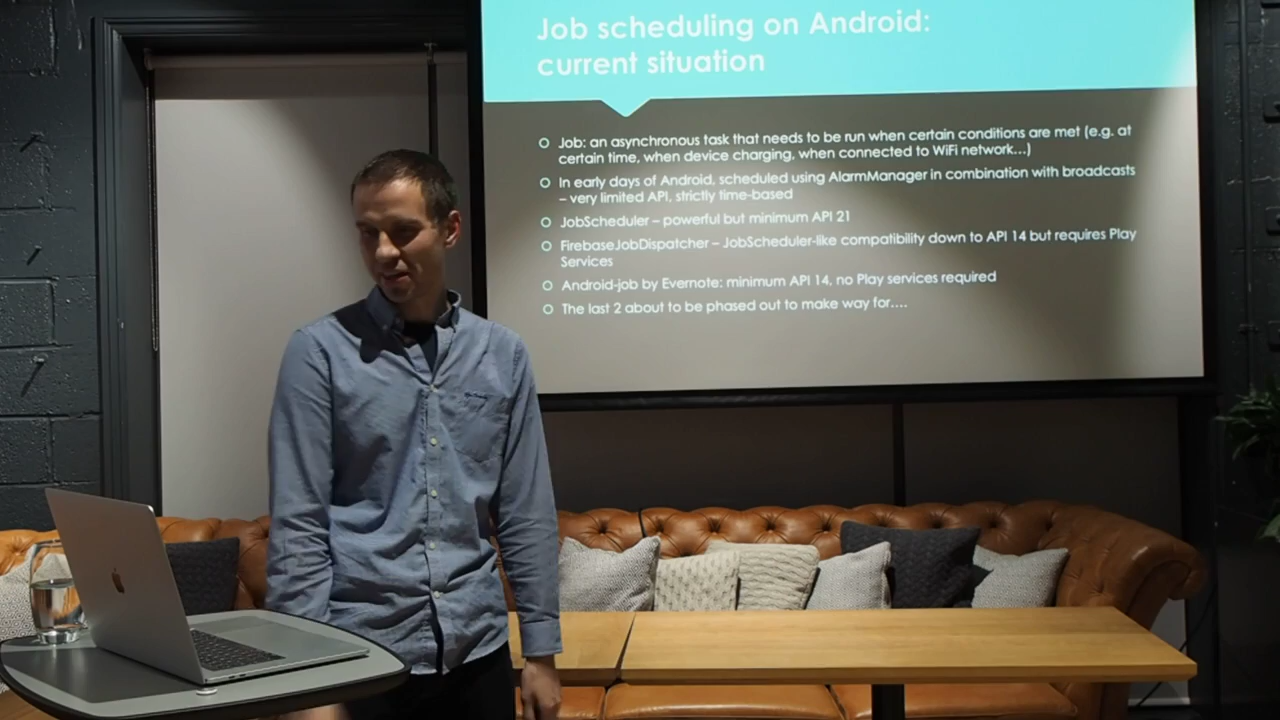 Job scheduling on Android:
current situation
Job: an asynchronous task that needs to be run when certain conditions are met (e.g. at
certain time, when device charging, when connected to WiFi network...)
In early days of Android, scheduled using AlarmManager in combination with broadcasts
– very limited API, strictly time-based
JobScheduler – powerful but minimum API 21
FirebaseJobDispatcher – JobScheduler-like compatibility down to API 14 but requires Play
Services
Android-job by Evernote: minimum API 14, no Play services required
The last 2 about to be phased out to make way for....